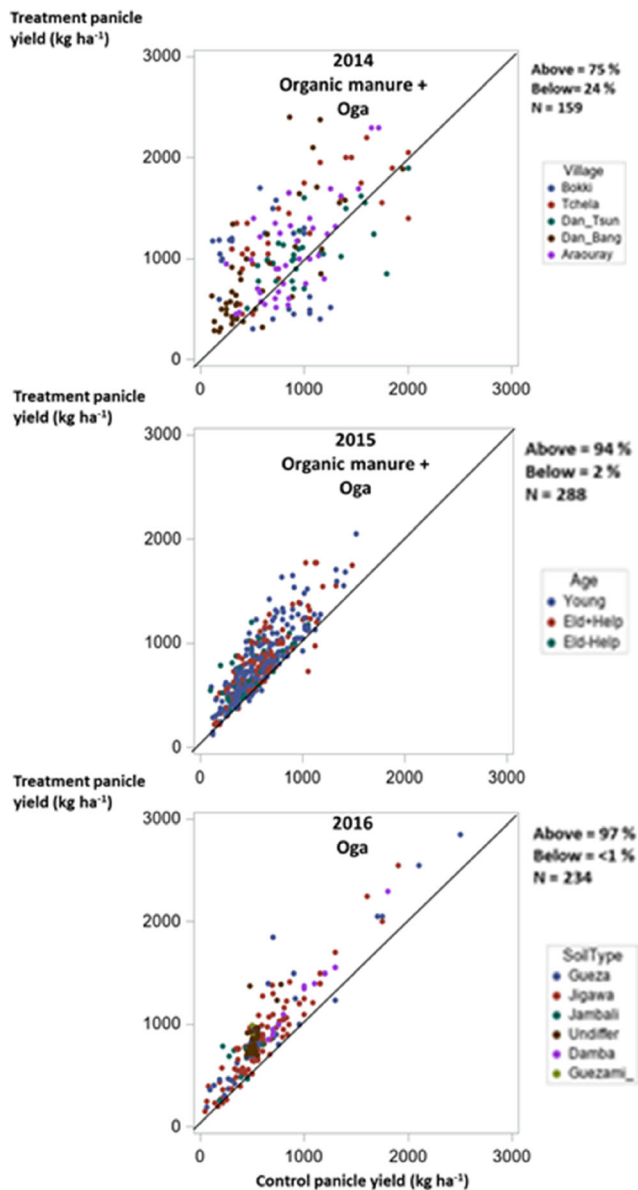 Treatment panicle
yield (kg ha⁻¹)
3000
2000
1000
0
0 1000 2000 3000
2014
Organic manure +
Oga
Above = 75 %
Below= 24 %
N = 159
Village
Bokki
Tchela
Dan_Tsun
Dan_Bang
Araouray
Treatment panicle
yield (kg ha⁻¹)
3000
2000
1000
0
0 1000 2000 3000
2015
Organic manure +
Oga
Above = 94 %
Below = 2 %
N = 288
Age
Young
Eld+Help
Eld-Help
Treatment panicle
yield (kg ha⁻¹)
3000
2000
1000
0
0 1000 2000 3000
2016
Oga
Above = 97 %
Below = <1 %
N = 234
SoilType
Gueza
Jigawa
Jambali
Undiffer
Damba
Guezami_
Control panicle yield (kg ha⁻¹)